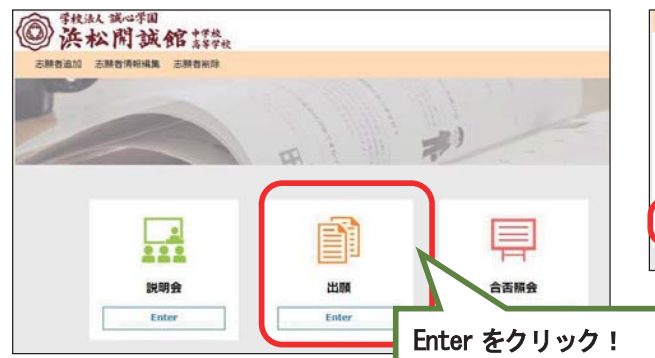 学校法人 誠心学園
浜松開誠館 中学校 高等学校
志願者追加 志願者情報編集 志願者削除
説明会
出願
合否照会
Enter
Enter
Enter をクリック！